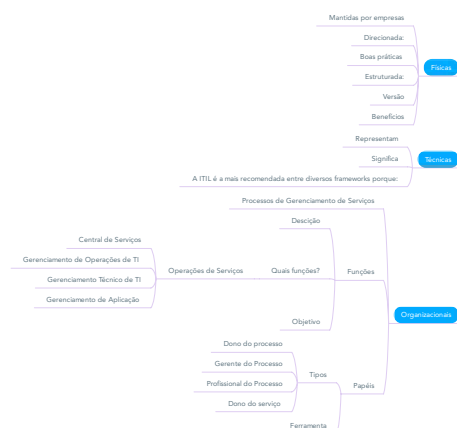 Mantidas por empresas
Direcionada:
Boas práticas
Físicas
Estruturada:
Versão
Benefícios
Representam
Significa
Técnicas
A ITIL é a mais recomendada entre diversos frameworks porque:
Processos de Gerenciamento de Serviços
Descição
Central de Serviços
Gerenciamento de Operações de TI
Operações de Serviços
Quais funções?
Funções
Gerenciamento Técnico de TI
Gerenciamento de Aplicação
Organizacionais
Objetivo
Dono do processo
Gerente do Processo
Tipos
Profissional do Processo
Papéis
Dono do serviço
Ferramenta